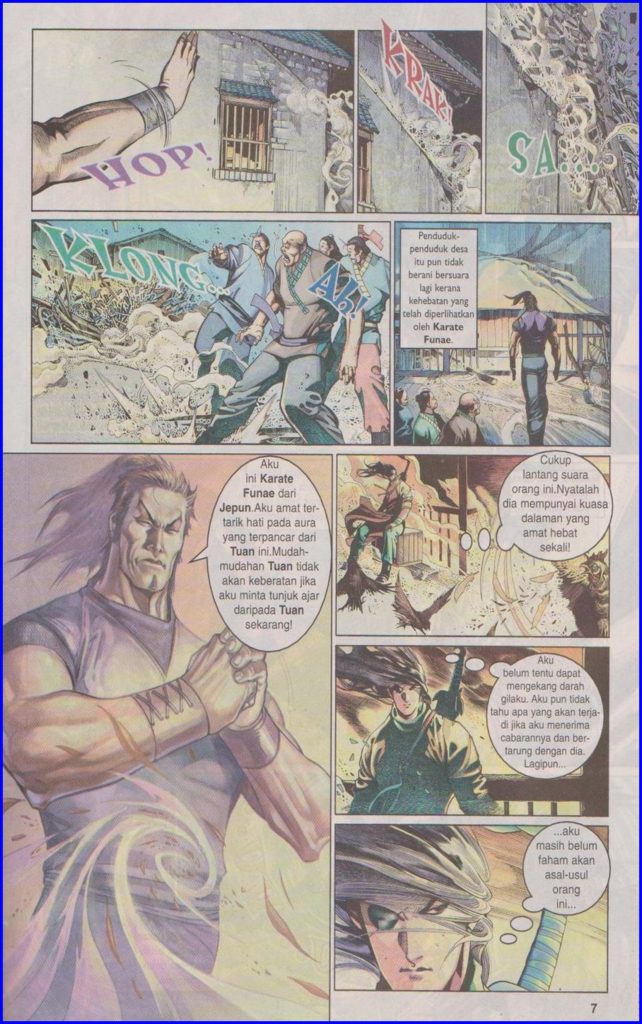 HOP!
KRAK!
SA...
KLONG...
Ah!
Penduduk-
penduduk desa
itu pun tidak
berani bersuara
lagi kerana
kehebatan yang
telah diperlihatkan
oleh Karate
Funae.
Aku
ini Karate
Funae dari
Jepun.Aku amat ter-
tarik hati pada aura
yang terpancar dari
Tuan ini.Mudah-
mudahan Tuan tidak
akan keberatan jika
aku minta tunjuk ajar
daripada Tuan
sekarang!
Cukup
lantang suara
orang ini.Nyatalah
dia mempunyai kuasa
dalaman yang
amat hebat
sekali!
Aku
belum tentu dapat
mengekang darah
gilaku. Aku pun tidak
tahu apa yang akan terja-
di jika aku menerima
cabarannya dan ber-
tarung dengan dia.
Lagipun...
...aku
masih belum
faham akan
asal-usul
orang
ini...
7